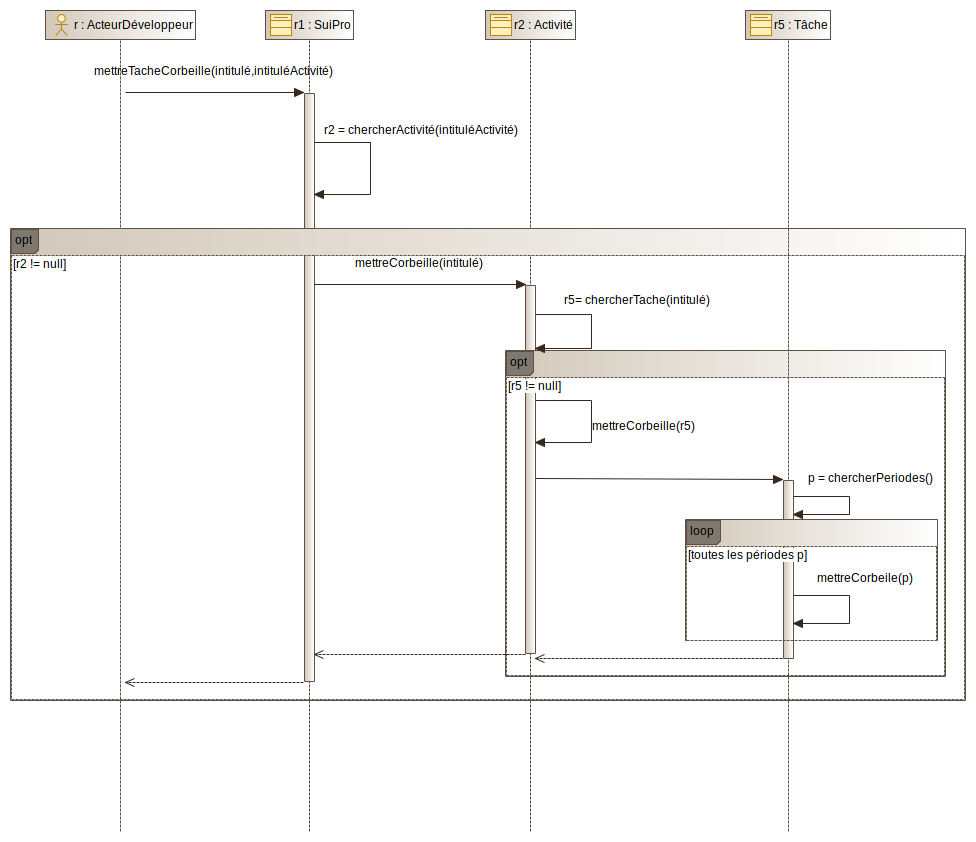 r : ActeurDéveloppeur
r1 : SuiPro
r2 : Activité
r5 : Tâche
mettreTacheCorbeille(intitulé,intituléActivité)
r2 = chercherActivité(intituléActivité)
opt
[r2 != null]
mettreCorbeille(intitulé)
r5= chercherTache(intitulé)
opt
[r5 != null]
mettreCorbeille(r5)
p = chercherPeriodes()
loop
[toutes les périodes p]
mettreCorbeile(p)